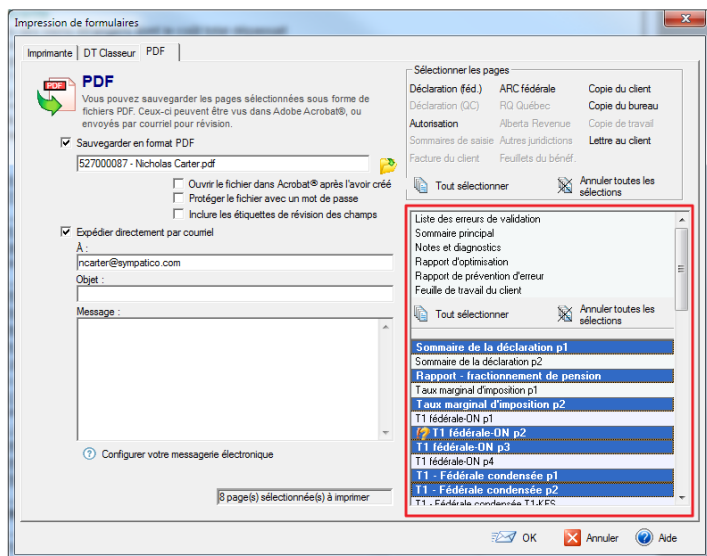 Impression de formulaires
Imprimante DT Classeur PDF
PDF
PDF
Vous pouvez sauvegarder les pages sélectionnées sous forme de
fichiers PDF. Ceux-ci peuvent être vus dans Adobe Acrobat®, ou
envoyés par courriel pour révision.
Sauvegarder en format PDF
527000087 - Nicholas Carter.pdf
Ouvrir le fichier dans Acrobat® après l'avoir créé
Protéger le fichier avec un mot de passe
Inclure les étiquettes de révision des champs
Expédier directement par courriel
À :
ncarter@sympatico.com
Objet :
Message :
Configurer votre messagerie électronique
8 page(s) sélectionnée(s) à imprimer
Sélectionner les pages
Déclaration (féd.) ARC fédérale Copie du client
Déclaration (QC) RQ Québec Copie du bureau
Autorisation Alberta Revenue Copie de travail
Sommaires de saisie Autres juridictions Lettre au client
Facture du client Feuillets du bénéf.
Tout sélectionner
Annuler toutes les
sélections
Liste des erreurs de validation
Sommaire principal
Notes et diagnostics
Rapport d'optimisation
Rapport de prévention d'erreur
Feuille de travail du client
Tout sélectionner
Annuler toutes les
sélections
Sommaire de la déclaration p1
Sommaire de la déclaration p2
Rapport - fractionnement de pension
Taux marginal d'imposition p1
Taux marginal d'imposition p2
T1 fédérale-ON p1
T1 fédérale-ON p2
T1 fédérale-ON p3
T1 fédérale-ON p4
T1 - Fédérale condensée p1
T1 - Fédérale condensée p2
T1 - Fédérale condensée T1-KFS
OK Annuler Aide